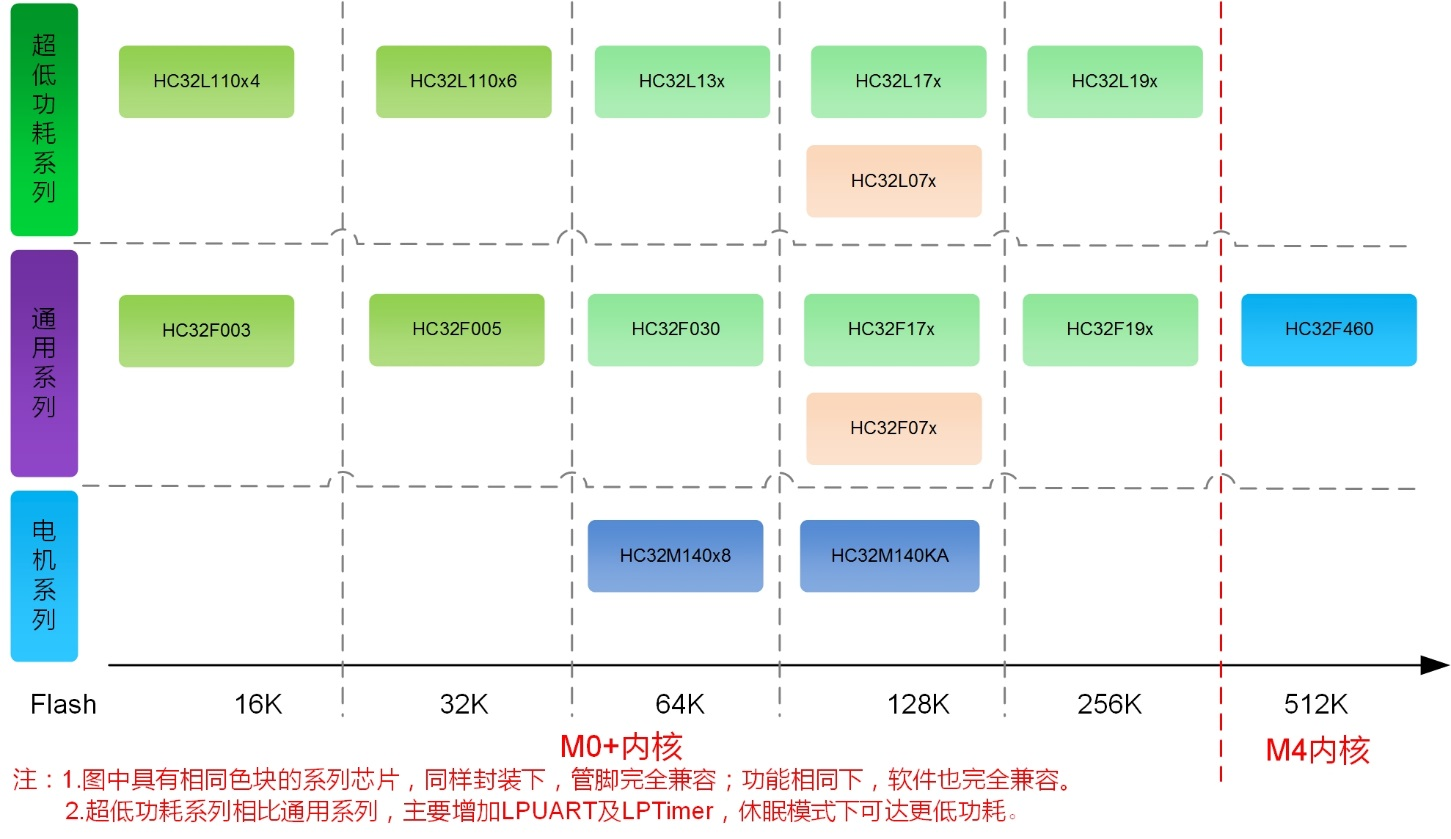 超低功耗系列
HC32L110x4
HC32L110x6
HC32L13x
HC32L17x
HC32L19x
HC32L07x
通用系列
HC32F003
HC32F005
HC32F030
HC32F17x
HC32F19x
HC32F460
HC32F07x
电机系列
HC32M140x8
HC32M140KA
Flash 16K 32K 64K 128K 256K 512K
M0+内核
M4内核
注：1.图中具有相同色块的系列芯片，同样封装下，管脚完全兼容；功能相同下，软件也完全兼容。
2.超低功耗系列相比通用系列，主要增加LPUART及LPTimer，休眠模式下可达更低功耗。